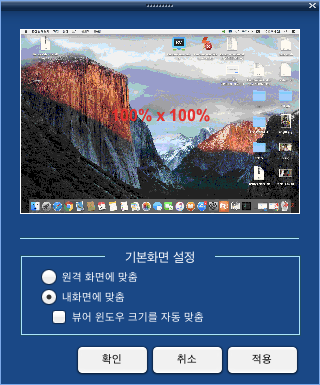 100% x 100%
기본화면 설정
원격 화면에 맞춤
내화면에 맞춤
뷰어 윈도우 크기를 자동 맞춤
확인
취소
적용